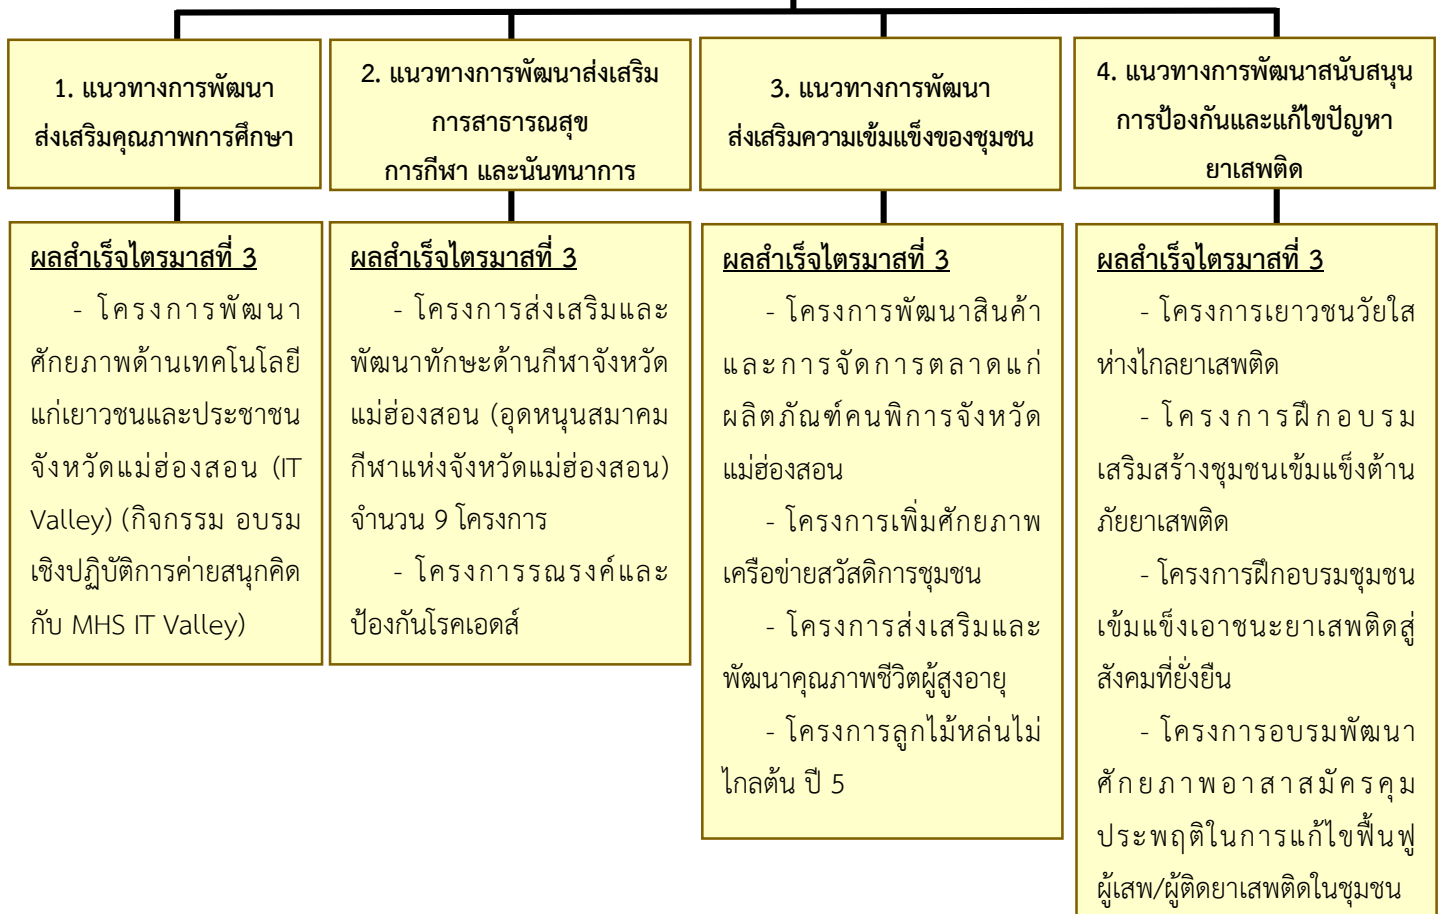 1. แนวทางการพัฒนา
ส่งเสริมคุณภาพการศึกษา
2. แนวทางการพัฒนาส่งเสริม
การสาธารณสุข
การกีฬา และนันทนาการ
3. แนวทางการพัฒนา
ส่งเสริมความเข้มแข็งของชุมชน
4. แนวทางการพัฒนาสนับสนุน
การป้องกันและแก้ไขปัญหา
ยาเสพติด
ผลสำเร็จไตรมาสที่ 3
- โครงการพัฒนา
ศักยภาพด้านเทคโนโลยี
แก่เยาวชนและประชาชน
จังหวัดแม่ฮ่องสอน (IT
Valley) (กิจกรรม อบรม
เชิงปฏิบัติการค่ายสนุกคิด
กับ MHS IT Valley)
ผลสำเร็จไตรมาสที่ 3
- โครงการส่งเสริมและ
พัฒนาทักษะด้านกีฬาจังหวัด
แม่ฮ่องสอน (อุดหนุนสมาคม
กีฬาแห่งจังหวัดแม่ฮ่องสอน)
จำนวน 9 โครงการ
- โครงการรณรงค์และ
ป้องกันโรคเอดส์
ผลสำเร็จไตรมาสที่ 3
- โครงการพัฒนาสินค้า
และการจัดการตลาดแก่
ผลิตภัณฑ์คนพิการจังหวัด
แม่ฮ่องสอน
- โครงการเพิ่มศักยภาพ
เครือข่ายสวัสดิการชุมชน
- โครงการส่งเสริมและ
พัฒนาคุณภาพชีวิตผู้สูงอายุ
- โครงการลูกไม้หล่นไม่
ไกลต้น ปี 5
ผลสำเร็จไตรมาสที่ 3
- โครงการเยาวชนวัยใส
ห่างไกลยาเสพติด
- โครงการฝึกอบรม
เสริมสร้างชุมชนเข้มแข็งต้าน
ภัยยาเสพติด
- โครงการฝึกอบรมชุมชน
เข้มแข็งเอาชนะยาเสพติดสู่
สังคมที่ยั่งยืน
- โครงการอบรมพัฒนา
ศักยภาพอาสาสมัครคุม
ประพฤติในการแก้ไขฟื้นฟู
ผู้เสพ/ผู้ติดยาเสพติดในชุมชน